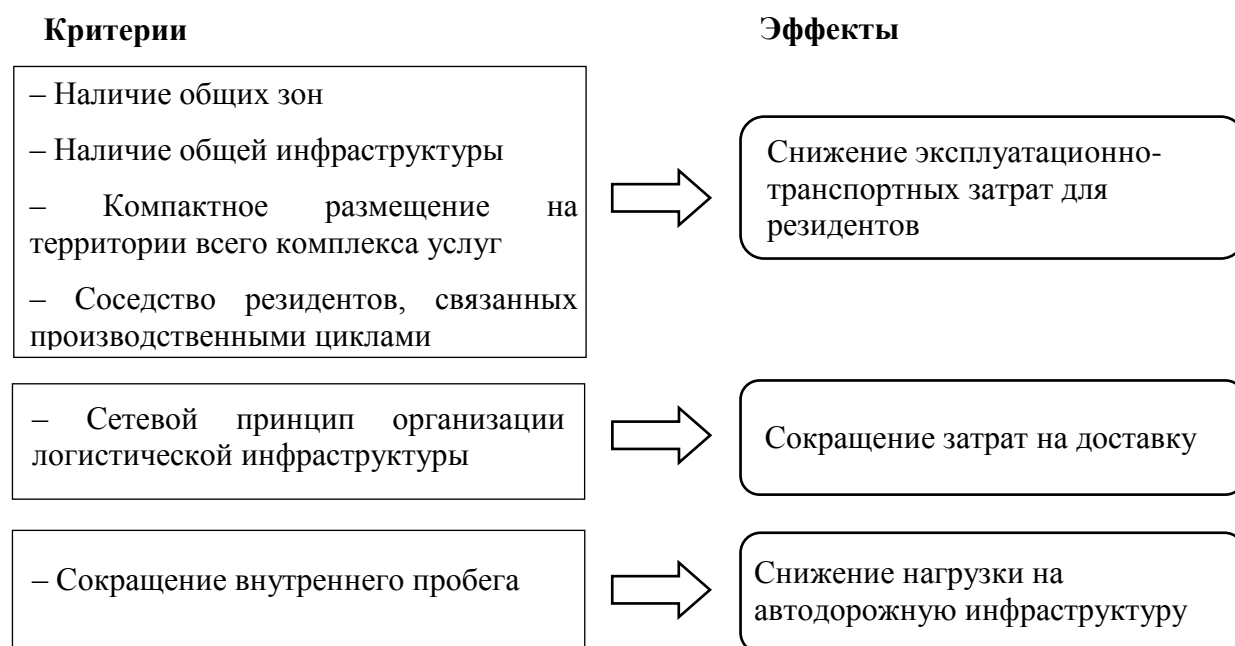 Критерии
Эффекты
– Наличие общих зон
– Наличие общей инфраструктуры
– Компактное размещение на
территории всего комплекса услуг
– Соседство резидентов, связанных
производственными циклами
Снижение эксплуатационно-
транспортных затрат для
резидентов
– Сетевой принцип организации
логистической инфраструктуры
Сокращение затрат на доставку
– Сокращение внутреннего пробега
Снижение нагрузки на
автодорожную инфраструктуру